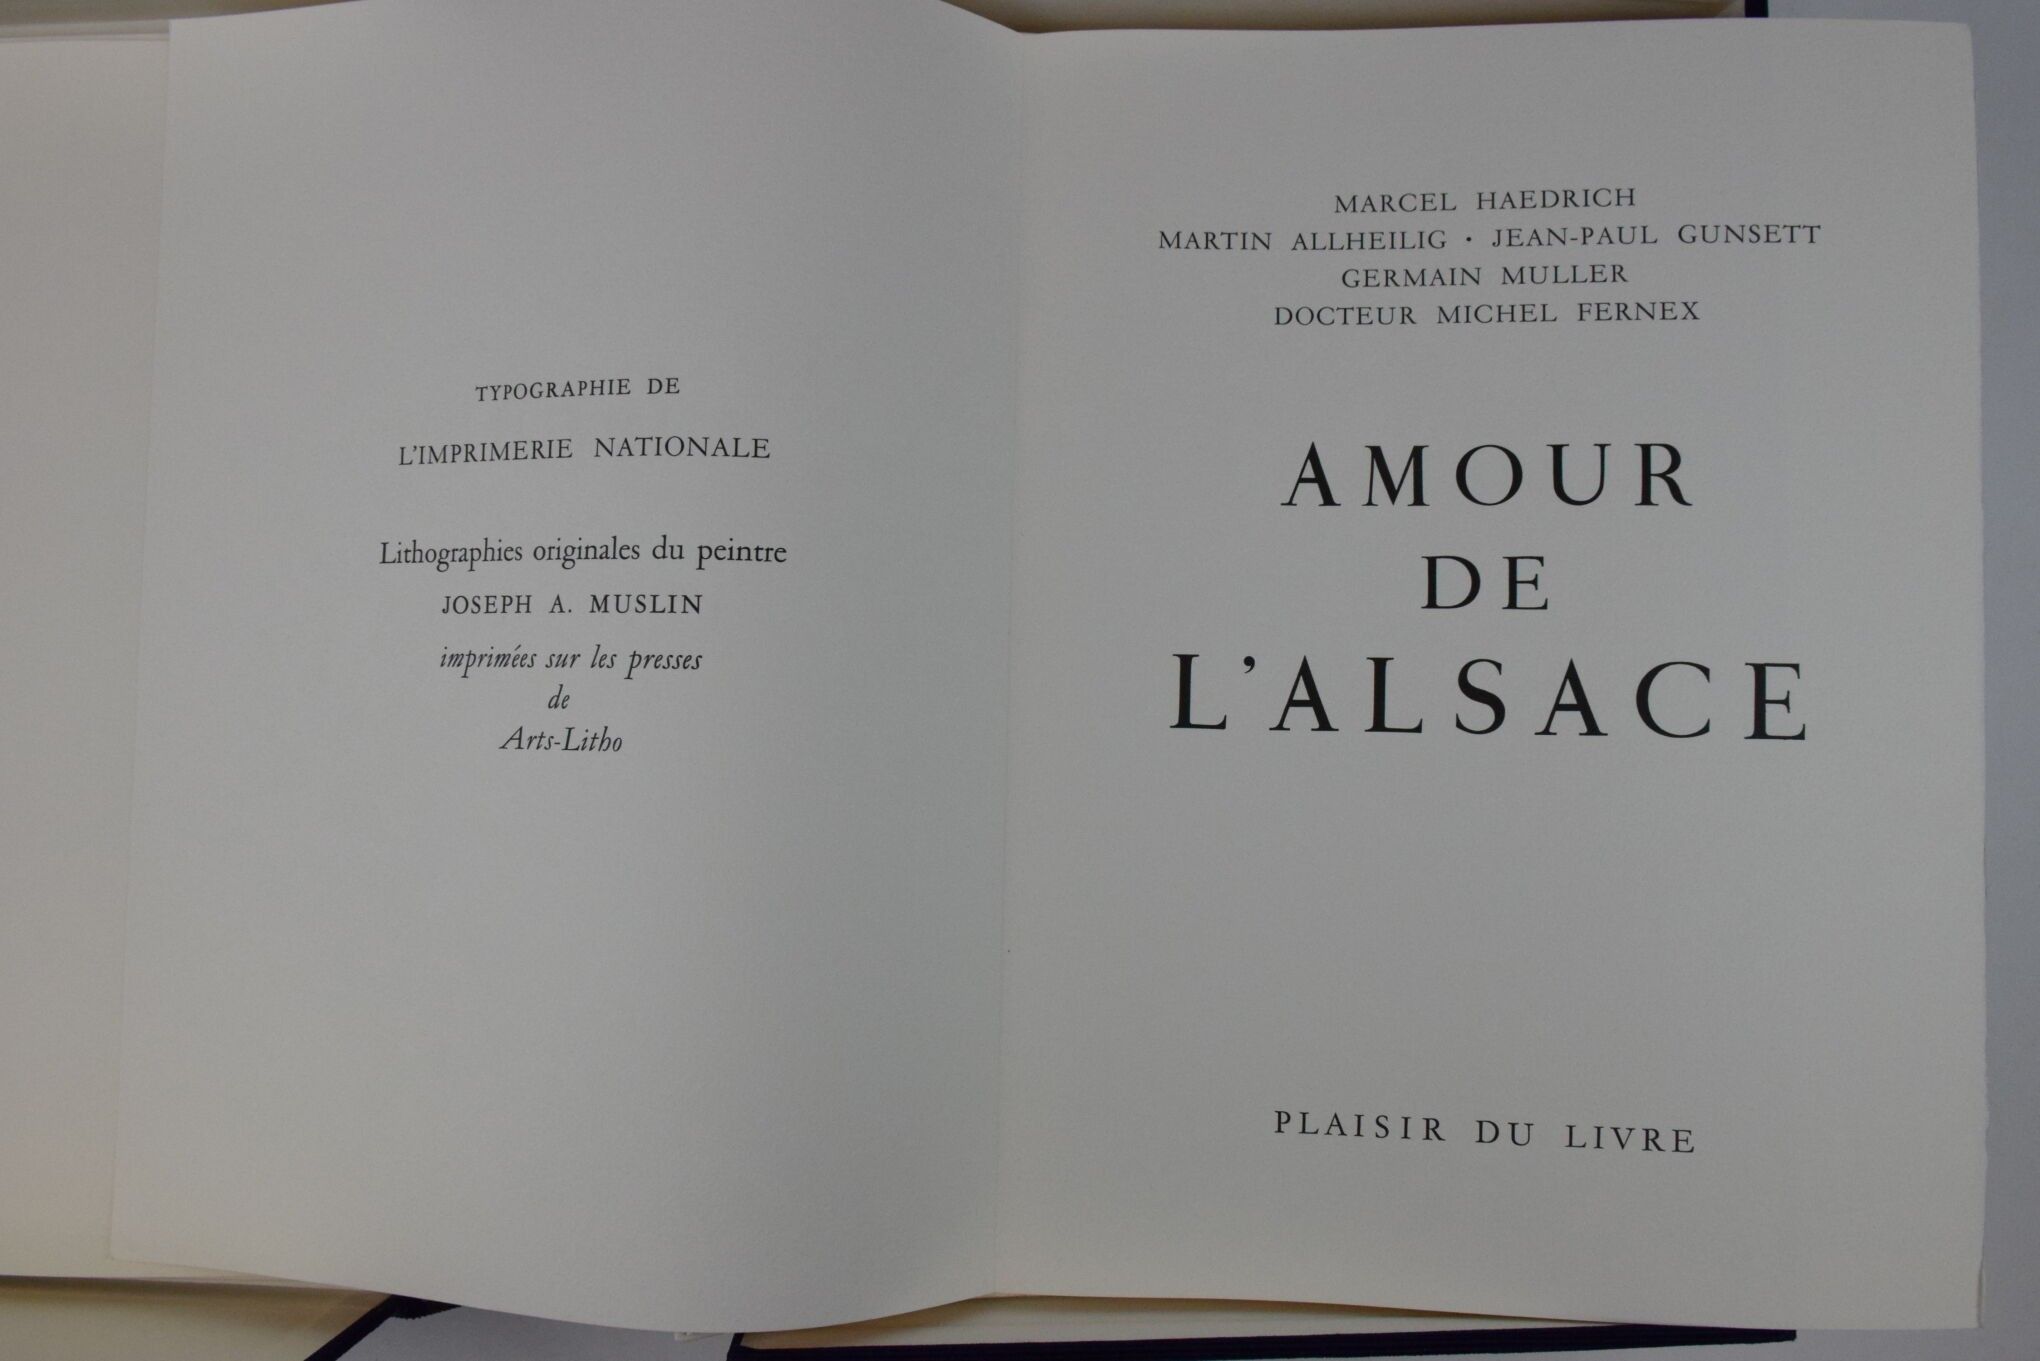 TYPOGRAPHIE DE
L'IMPRIMERIE NATIONALE
Lithographies originales du peintre
JOSEPH A. MUSLIN
imprimées sur les presses
de
Arts-Litho
MARCEL HAEDRICH
MARTIN ALLHEILIG · JEAN-PAUL GUNSETT
GERMAIN MULLER
DOCTEUR MICHEL FERNEX
AMOUR
DE
L'ALSACE
PLAISIR DU LIVRE